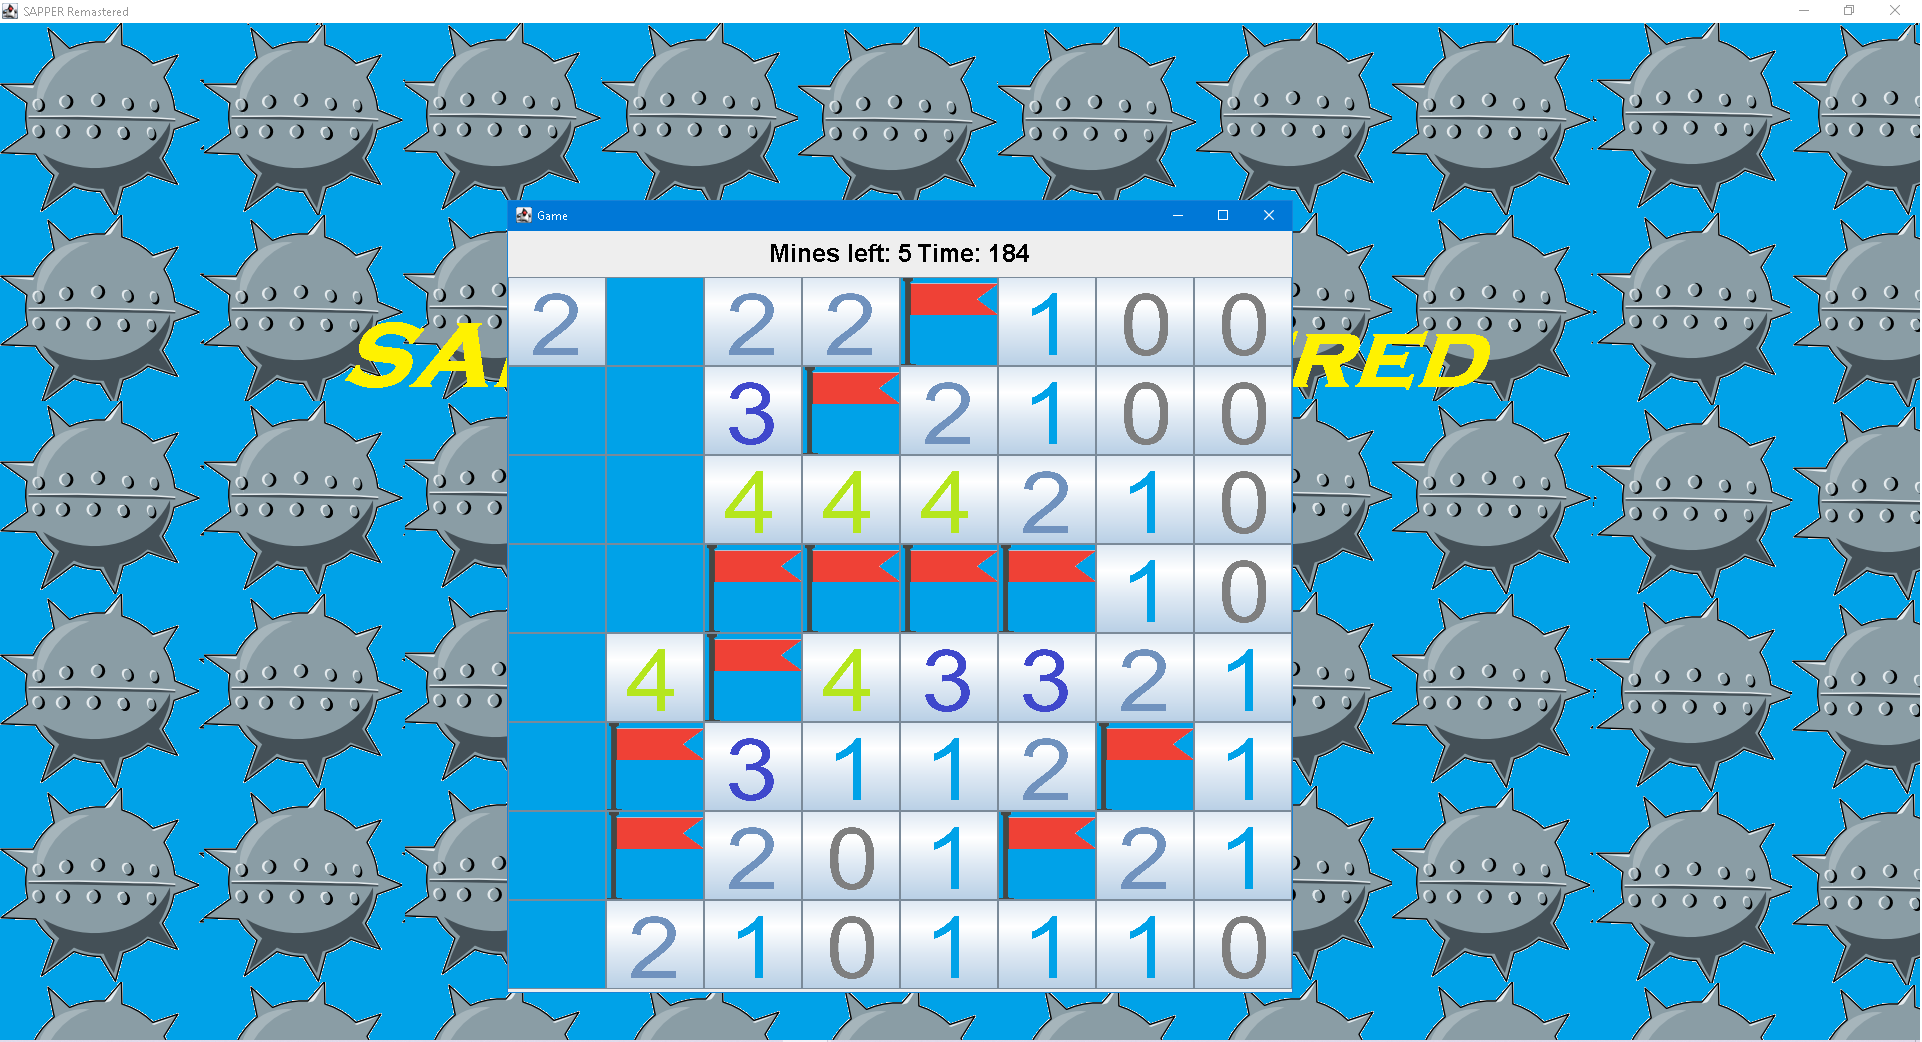 SAPPER Remastered
Game
Mines left: 5 Time: 184
2 2 2 1 0 0
SA RED
3 2 1 0 0
4 4 4 2 1 0
1 0
4 4 3 3 2 1
3 1 1 2 1
2 0 1 2 1
2 1 0 1 1 1 0